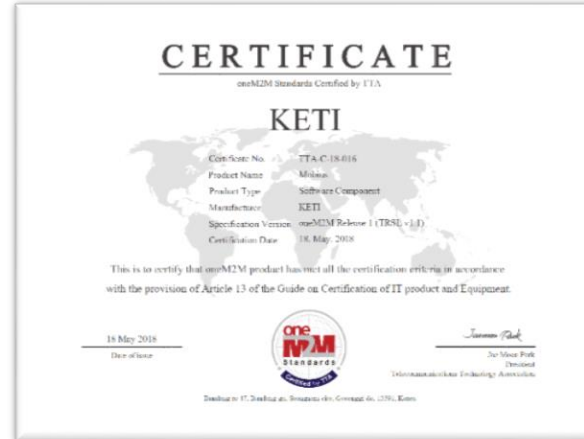 CERTIFICATE
oneM2M Standards Certified by TTA
KETI
Certificate No. TTA-C-18-016
Product Name Mobius
Product Type Software Component
Manufacturer KETI
Specification Version oneM2M Release 1 (TRSL v1.1)
Certification Date 18. May. 2018
This is to certify that oneM2M product has met all the certification criteria in accordance
with the provision of Article 13 of the Guide on Certification of IT product and Equipment.
18 May 2018
Date of issue
one
M2M
Standards
Certified by TTA
Park
President
Telecommunications Technology Association
Korea